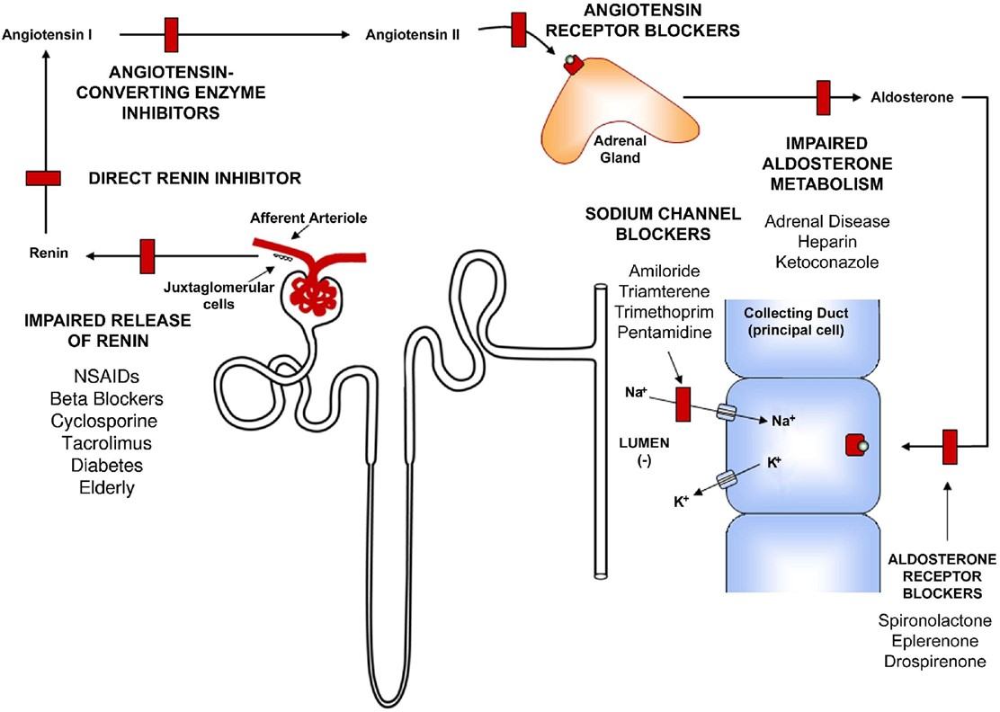 Angiotensin I
Angiotensin II
ANGIOTENSIN
RECEPTOR BLOCKERS
ANGIOTENSIN-
CONVERTING ENZYME
INHIBITORS
Adrenal
Gland
Aldosterone
IMPAIRED
ALDOSTERONE
METABOLISM
Adrenal Disease
Heparin
Ketoconazole
DIRECT RENIN INHIBITOR
Renin
Afferent Arteriole
Juxtaglomerular
cells
IMPAIRED RELEASE
OF RENIN
NSAIDs
Beta Blockers
Cyclosporine
Tacrolimus
Diabetes
Elderly
SODIUM CHANNEL
BLOCKERS
Amiloride
Triamterene
Trimethoprim
Pentamidine
Collecting Duct
(principal cell)
Na+
Na+
LUMEN
(-)
K+
K+
ALDOSTERONE
RECEPTOR
BLOCKERS
Spironolactone
Eplerenone
Drospirenone